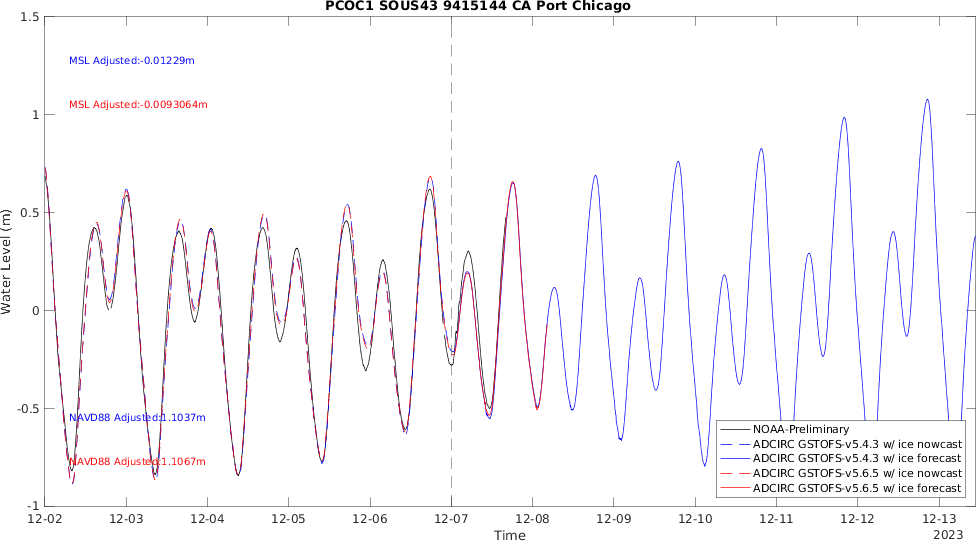 PCOC1 SOUS43 9415144 CA Port Chicago
1.5
MSL Adjusted:-0.01229m
MSL Adjusted:-0.0093064m
1
0.5
Water Level (m)
0
-0.5
NAVD88 Adjusted:1.1037m
NAVD88 Adjusted:1.1067m
NOAA-Preliminary
ADCIRC GSTOFS-v5.4.3 w/ ice nowcast
ADCIRC GSTOFS-v5.4.3 w/ ice forecast
ADCIRC GSTOFS-v5.6.5 w/ ice nowcast
ADCIRC GSTOFS-v5.6.5 w/ ice forecast
-1
12-02 12-03 12-04 12-05 12-06 12-07 12-08 12-09 12-10 12-11 12-12 12-13
Time
2023